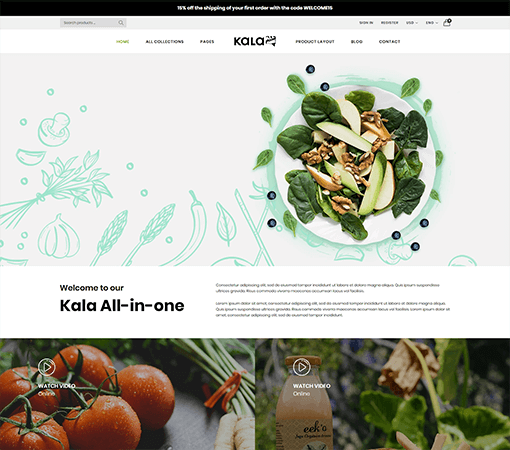 15% off the shipping of your first order with the code WELCOME15
Search products...
SIGN IN
REGISTER
USD
ENG
0
HOME
ALL COLLECTIONS
PAGES
KALA
PRODUCT LAYOUT
BLOG
CONTACT
Welcome to our
Kala All-in-one
Consectetur adipiscing elit, sed do eiusmod tempor incididunt ut labore et dolore magna aliqua. Quis ipsum suspendisse
ultrices gravida. Risus commodo viverra maecenas accumsan lacus vel facilisis.
Lorem ipsum dolor sit amet, consectetur adipiscing elit, sed do eiusmod tempor incididunt ut labore et dolore magna aliqua. Quis ipsum
suspendisse ultrices gravida. Risus commodo viverra maecenas accumsan lacus vel facilisis. Lorem ipsum dolor sit
amet, consectetur adipiscing elit, sed do eiusmod tempor incididunt.
WATCH VIDEO
Online
WATCH VIDEO
Online
eek'o